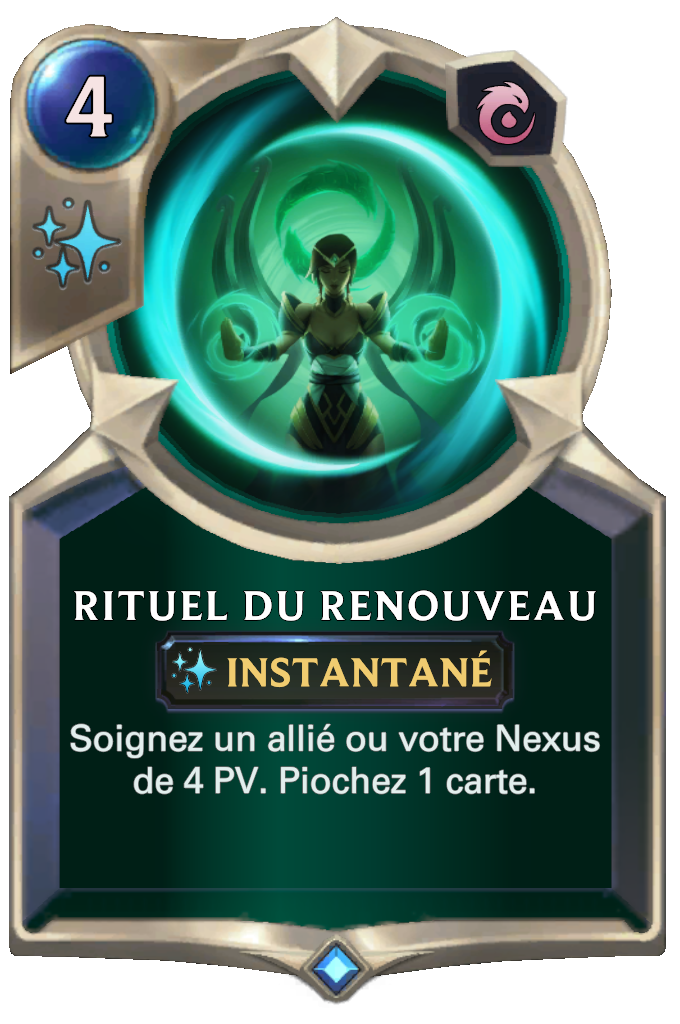 4
RITUEL DU RENOUVEAU
INSTANTANÉ
Soignez un allié ou votre Nexus
de 4 PV. Piochez 1 carte.